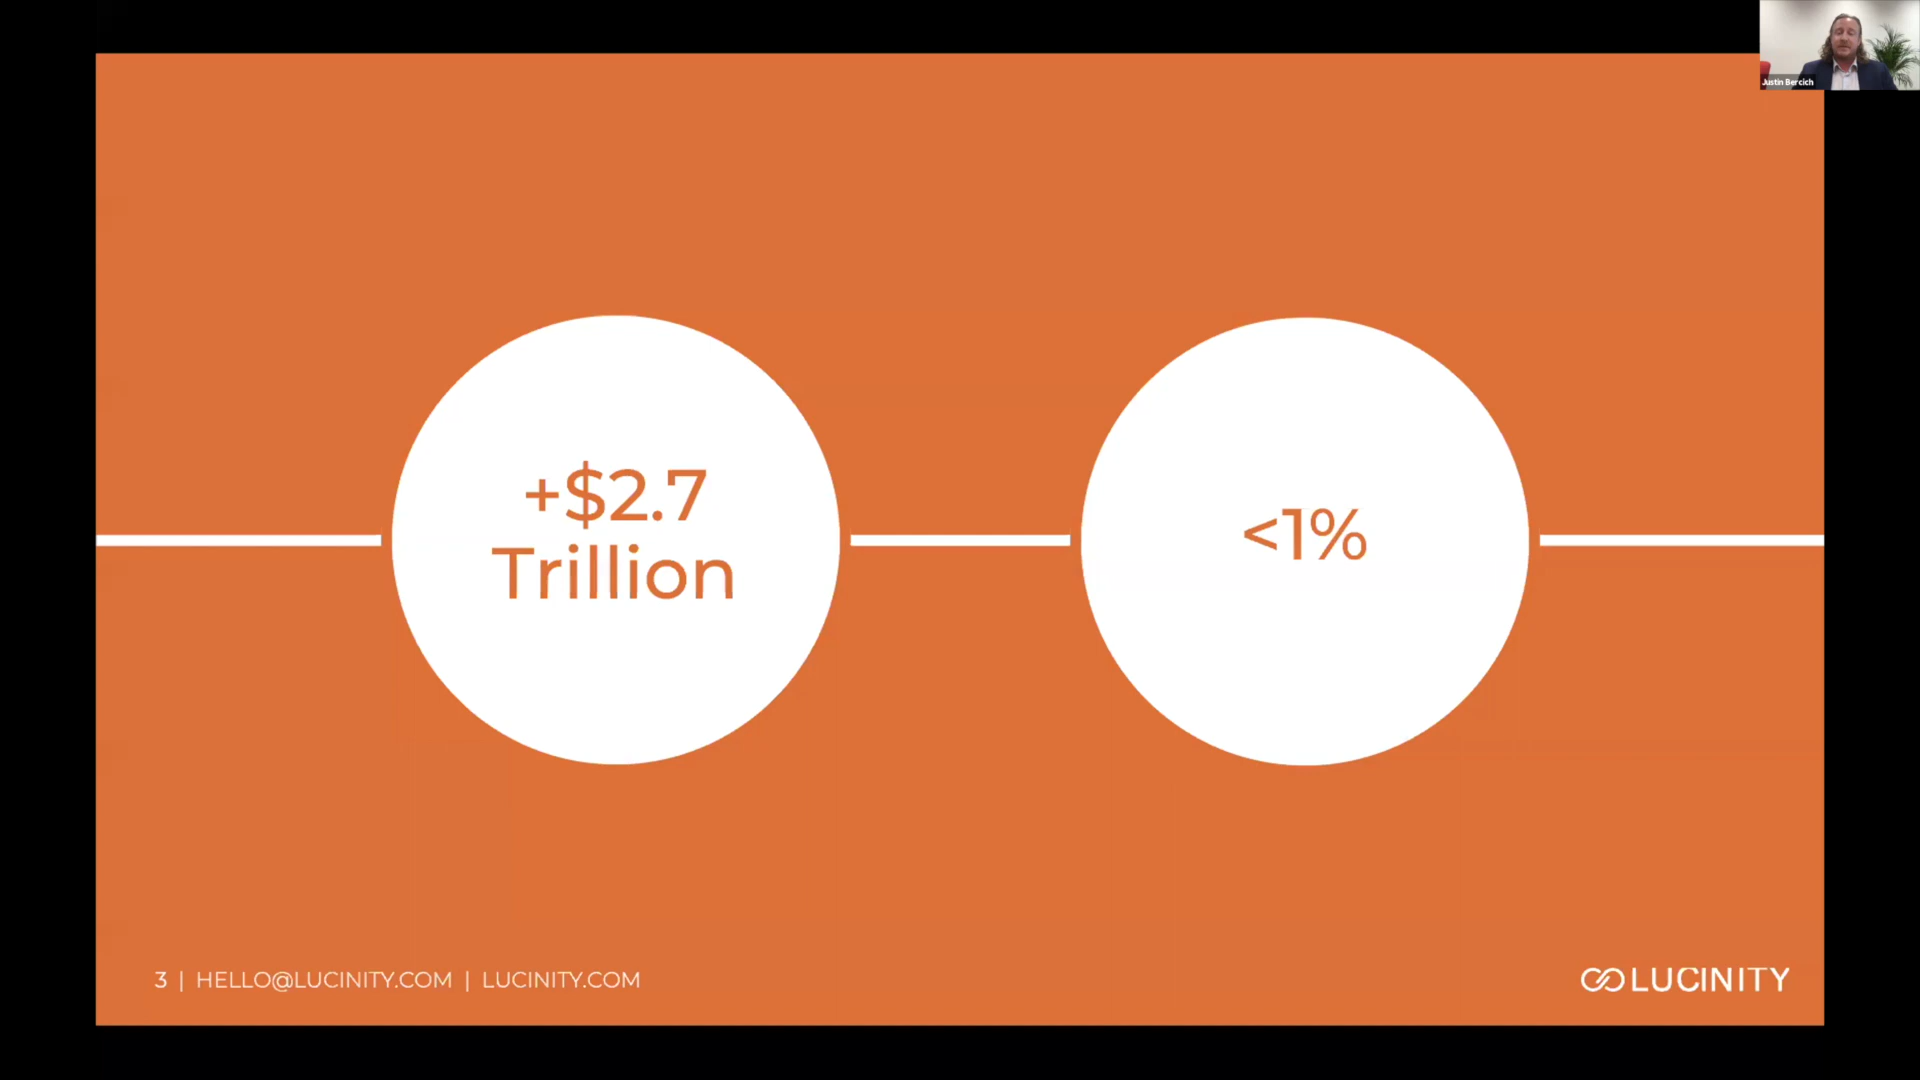 Justin Bercich
+$2.7
Trillion
<1%
3 | HELLO@LUCINITY.COM | LUCINITY.COM
LUCINITY